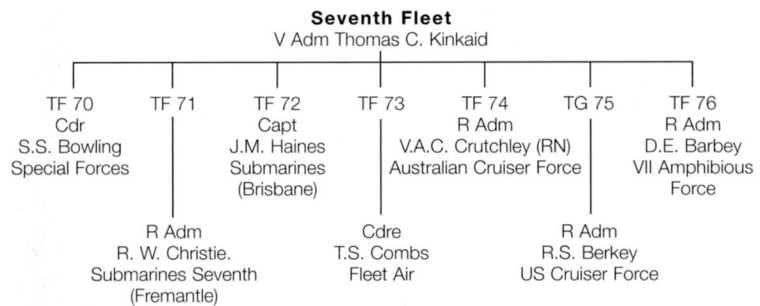 Seventh Fleet
V Adm Thomas C. Kinkaid
TF 70
Cdr
S.S. Bowling
Special Forces
TF 71
R Adm
R. W. Christie.
Submarines Seventh
(Fremantle)
TF 72
Capt
J.M. Haines
Submarines
(Brisbane)
TF 73
Cdre
T.S. Combs
Fleet Air
TF 74
R Adm
V.A.C. Crutchley (RN)
Australian Cruiser Force
TG 75
R Adm
R.S. Berkey
US Cruiser Force
TF 76
R Adm
D.E. Barbey
VII Amphibious
Force